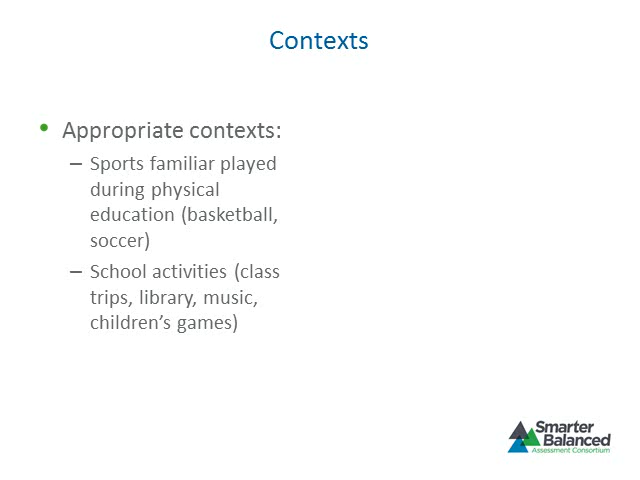 Contexts
• Appropriate contexts:
– Sports familiar played
during physical
education (basketball,
soccer)
– School activities (class
trips, library, music,
children’s games)
Smarter
Balanced
Assessment Consortium